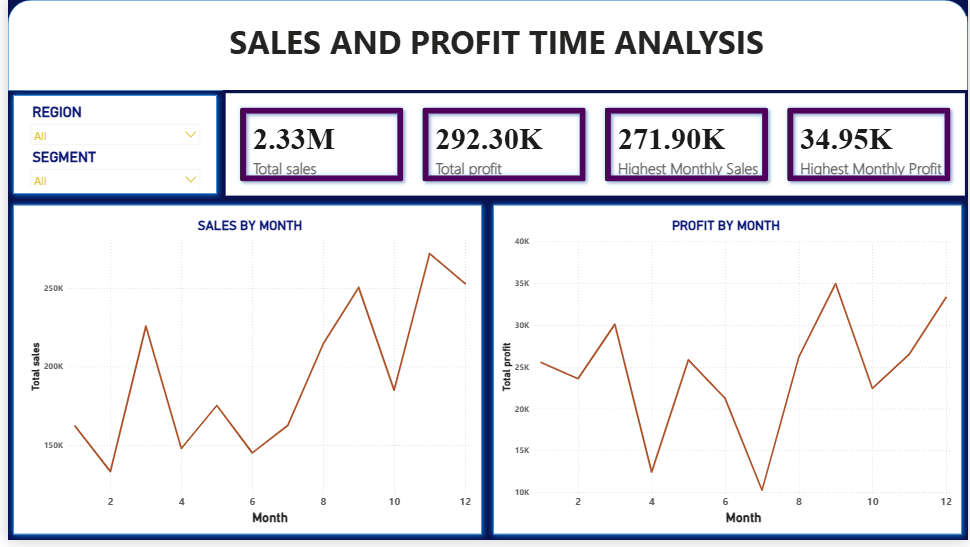 SALES AND PROFIT TIME ANALYSIS
REGION
All
SEGMENT
All
2.33M
Total sales
292.30K
Total profit
271.90K
Highest Monthly Sales
34.95K
Highest Monthly Profit
SALES BY MONTH
Total sales
250K
200K
150K
2 4 6 8 10 12
Month
PROFIT BY MONTH
Total profit
40K
35K
30K
25K
20K
15K
10K
2 4 6 8 10 12
Month